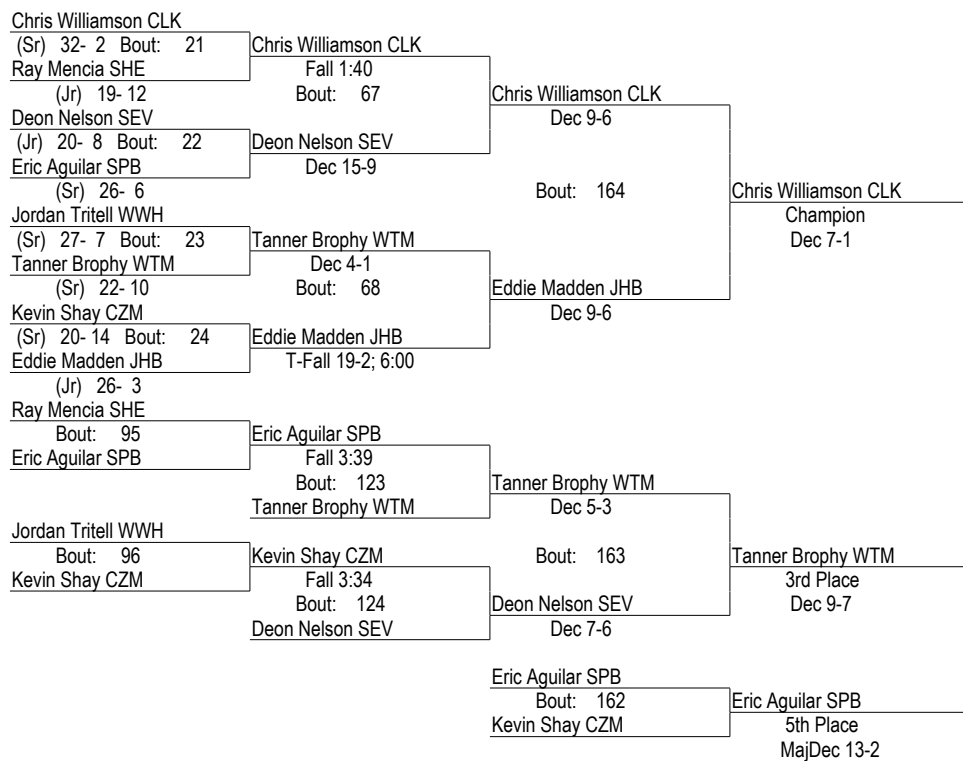 Chris Williamson CLK
(Sr) 32- 2 Bout: 21 Chris Williamson CLK
Ray Mencia SHE Fall 1:40
(Jr) 19- 12 Bout: 67 Chris Williamson CLK
Deon Nelson SEV Dec 9-6
(Jr) 20- 8 Bout: 22 Deon Nelson SEV
Eric Aguilar SPB Dec 15-9
(Sr) 26- 6 Bout: 164 Chris Williamson CLK
Jordan Tritell WWH Champion
(Sr) 27- 7 Bout: 23 Tanner Brophy WTM Dec 7-1
Tanner Brophy WTM Dec 4-1
(Sr) 22- 10 Bout: 68 Eddie Madden JHB
Kevin Shay CZM Dec 9-6
(Sr) 20- 14 Bout: 24 Eddie Madden JHB
Eddie Madden JHB T-Fall 19-2; 6:00
(Jr) 26- 3
Ray Mencia SHE
Bout: 95 Eric Aguilar SPB
Eric Aguilar SPB Fall 3:39
Bout: 123 Tanner Brophy WTM
Tanner Brophy WTM Dec 5-3
Jordan Tritell WWH
Bout: 96 Kevin Shay CZM Bout: 163 Tanner Brophy WTM
Kevin Shay CZM Fall 3:34 3rd Place
Bout: 124 Deon Nelson SEV Dec 9-7
Deon Nelson SEV Dec 7-6
Eric Aguilar SPB
Bout: 162 Eric Aguilar SPB
Kevin Shay CZM 5th Place
MajDec 13-2